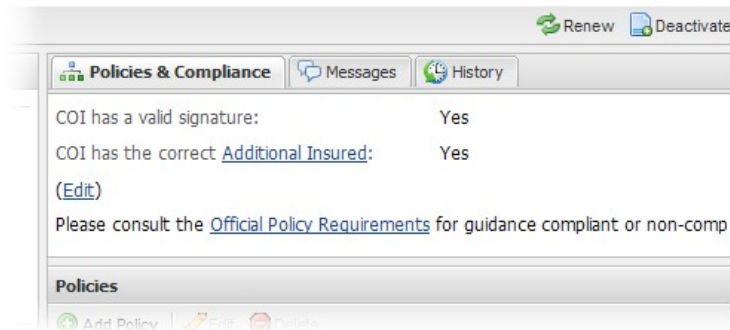 Renew Deactivate
Policies & Compliance Messages History
COI has a valid signature: Yes
COI has the correct Additional Insured: Yes
(Edit)
Please consult the Official Policy Requirements for guidance compliant or non-comp
Policies
Add Policy Edit Delete